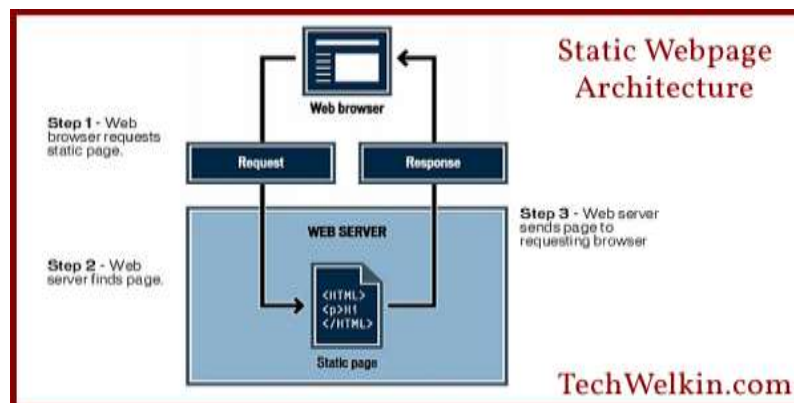 Static Webpage
Architecture
Web browser
Step 1 - Web
browser requests
static page.
Request
Response
WEB SERVER
Step 3 - Web server
sends page to
requesting browser
Step 2 - Web
server finds page.
<HTML>
<p>Hi
</HTML>
Static page
TechWelkin.com